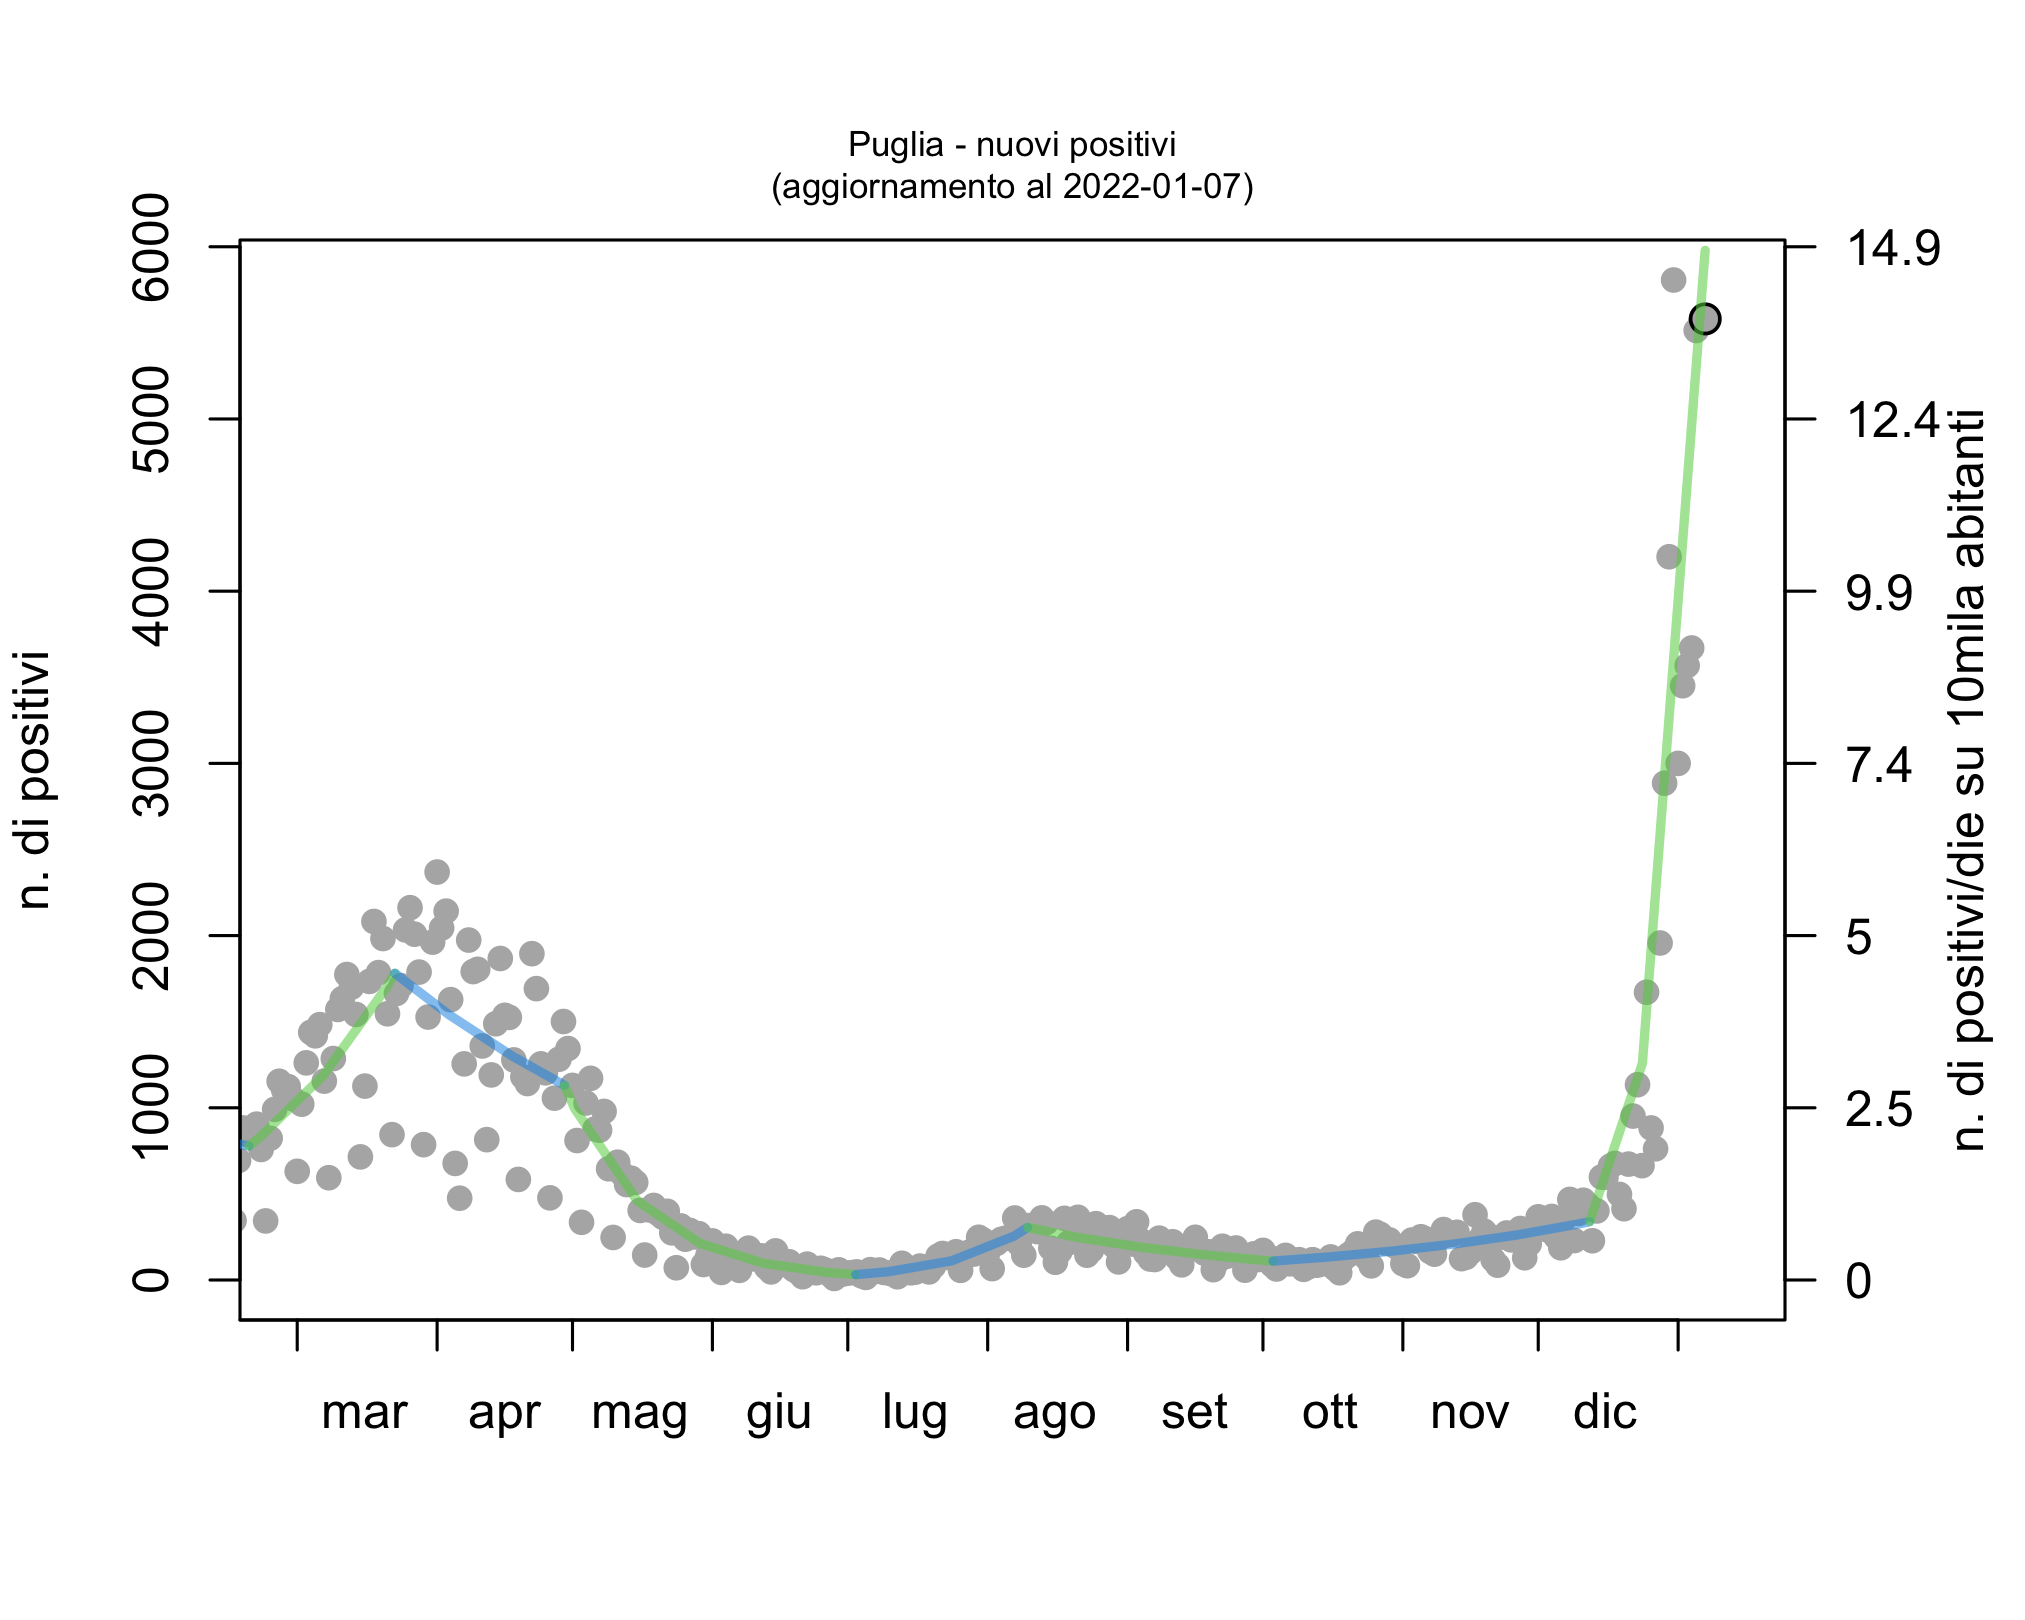 Puglia - nuovi positivi
(aggiornamento al 2022-01-07)
n. di positivi
6000
5000
4000
3000
2000
1000
0
14.9
12.4
9.9
7.4
5
2.5
0
n. di positivi/die su 10mila abitanti
mar apr mag giu lug ago set ott nov dic